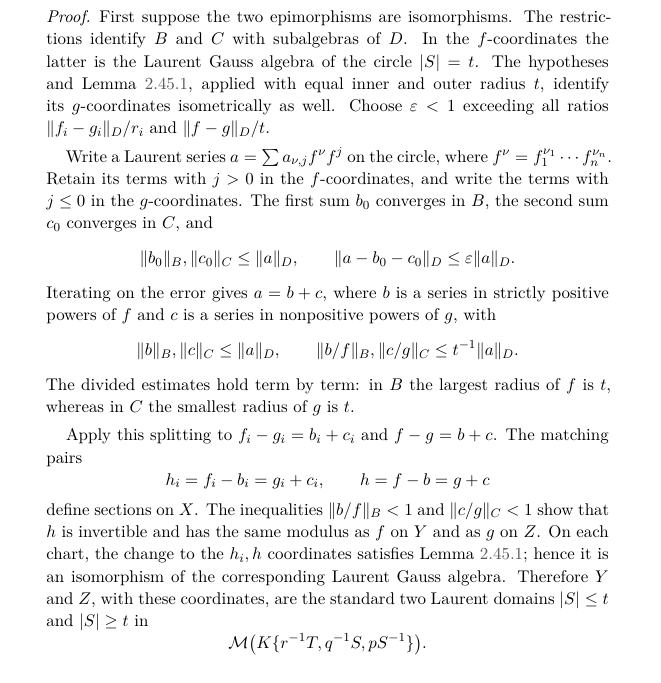 Proof. First suppose the two epimorphisms are isomorphisms. The restric-
tions identify B and C with subalgebras of D. In the f-coordinates the
latter is the Laurent Gauss algebra of the circle |S| = t. The hypotheses
and Lemma 2.45.1, applied with equal inner and outer radius t, identify
its g-coordinates isometrically as well. Choose ε < 1 exceeding all ratios
‖f_i − g_i‖_D/r_i and ‖f − g‖_D/t.
Write a Laurent series a = ∑ a_{ν,j} f^ν f^j on the circle, where f^ν = f_1^{ν_1} ··· f_n^{ν_n}.
Retain its terms with j > 0 in the f-coordinates, and write the terms with
j ≤ 0 in the g-coordinates. The first sum b_0 converges in B, the second sum
c_0 converges in C, and
‖b_0‖_B, ‖c_0‖_C ≤ ‖a‖_D, ‖a − b_0 − c_0‖_D ≤ ε‖a‖_D.
Iterating on the error gives a = b + c, where b is a series in strictly positive
powers of f and c is a series in nonpositive powers of g, with
‖b‖_B, ‖c‖_C ≤ ‖a‖_D, ‖b/f‖_B, ‖c/g‖_C ≤ t^{−1}‖a‖_D.
The divided estimates hold term by term: in B the largest radius of f is t,
whereas in C the smallest radius of g is t.
Apply this splitting to f_i − g_i = b_i + c_i and f − g = b + c. The matching
pairs
h_i = f_i − b_i = g_i + c_i, h = f − b = g + c
define sections on X. The inequalities ‖b/f‖_B < 1 and ‖c/g‖_C < 1 show that
h is invertible and has the same modulus as f on Y and as g on Z. On each
chart, the change to the h_i, h coordinates satisfies Lemma 2.45.1; hence it is
an isomorphism of the corresponding Laurent Gauss algebra. Therefore Y
and Z, with these coordinates, are the standard two Laurent domains |S| ≤ t
and |S| ≥ t in
ℳ(K{r^{−1}T, q^{−1}S, pS^{−1}}).